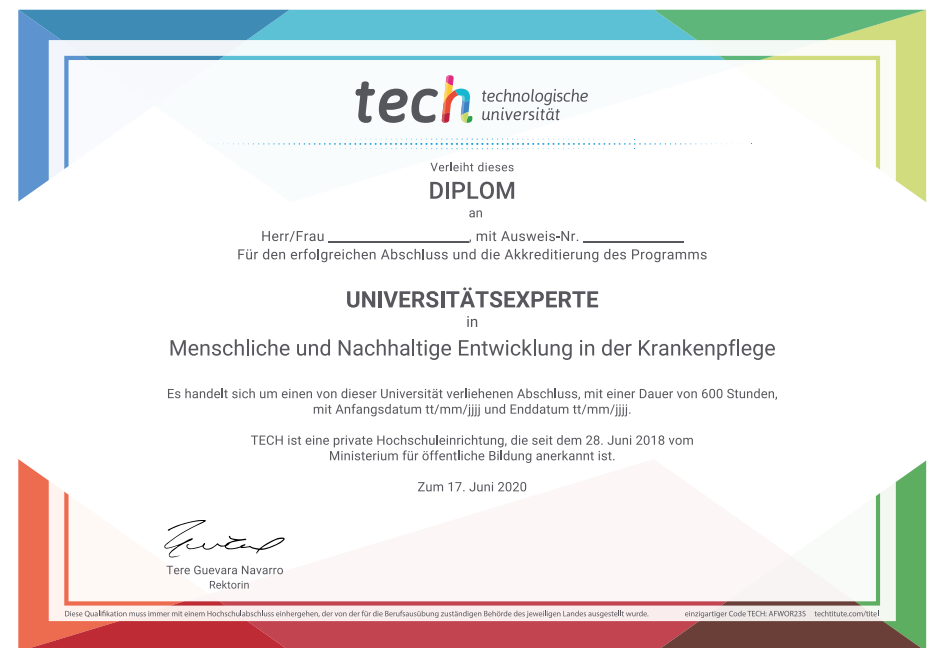 tech technologische
universität
Verleiht dieses
DIPLOM
an
Herr/Frau ____________, mit Ausweis-Nr. ____________
Für den erfolgreichen Abschluss und die Akkreditierung des Programms
UNIVERSITÄTSEXPERTE
in
Menschliche und Nachhaltige Entwicklung in der Krankenpflege
Es handelt sich um einen von dieser Universität verliehenen Abschluss, mit einer Dauer von 600 Stunden,
mit Anfangsdatum tt/mm/jjjj und Enddatum tt/mm/jjjj.
TECH ist eine private Hochschuleinrichtung, die seit dem 28. Juni 2018 vom
Ministerium für öffentliche Bildung anerkannt ist.
Zum 17. Juni 2020
Tere Guevara Navarro
Rektorin
Diese Qualifikation muss immer mit einem Hochschulabschluss einhergehen, der von der für die Berufsausübung zuständigen Behörde des jeweiligen Landes ausgestellt wurde. einzigartiger Code TECH: AFWOR23S techtitute.com/titel